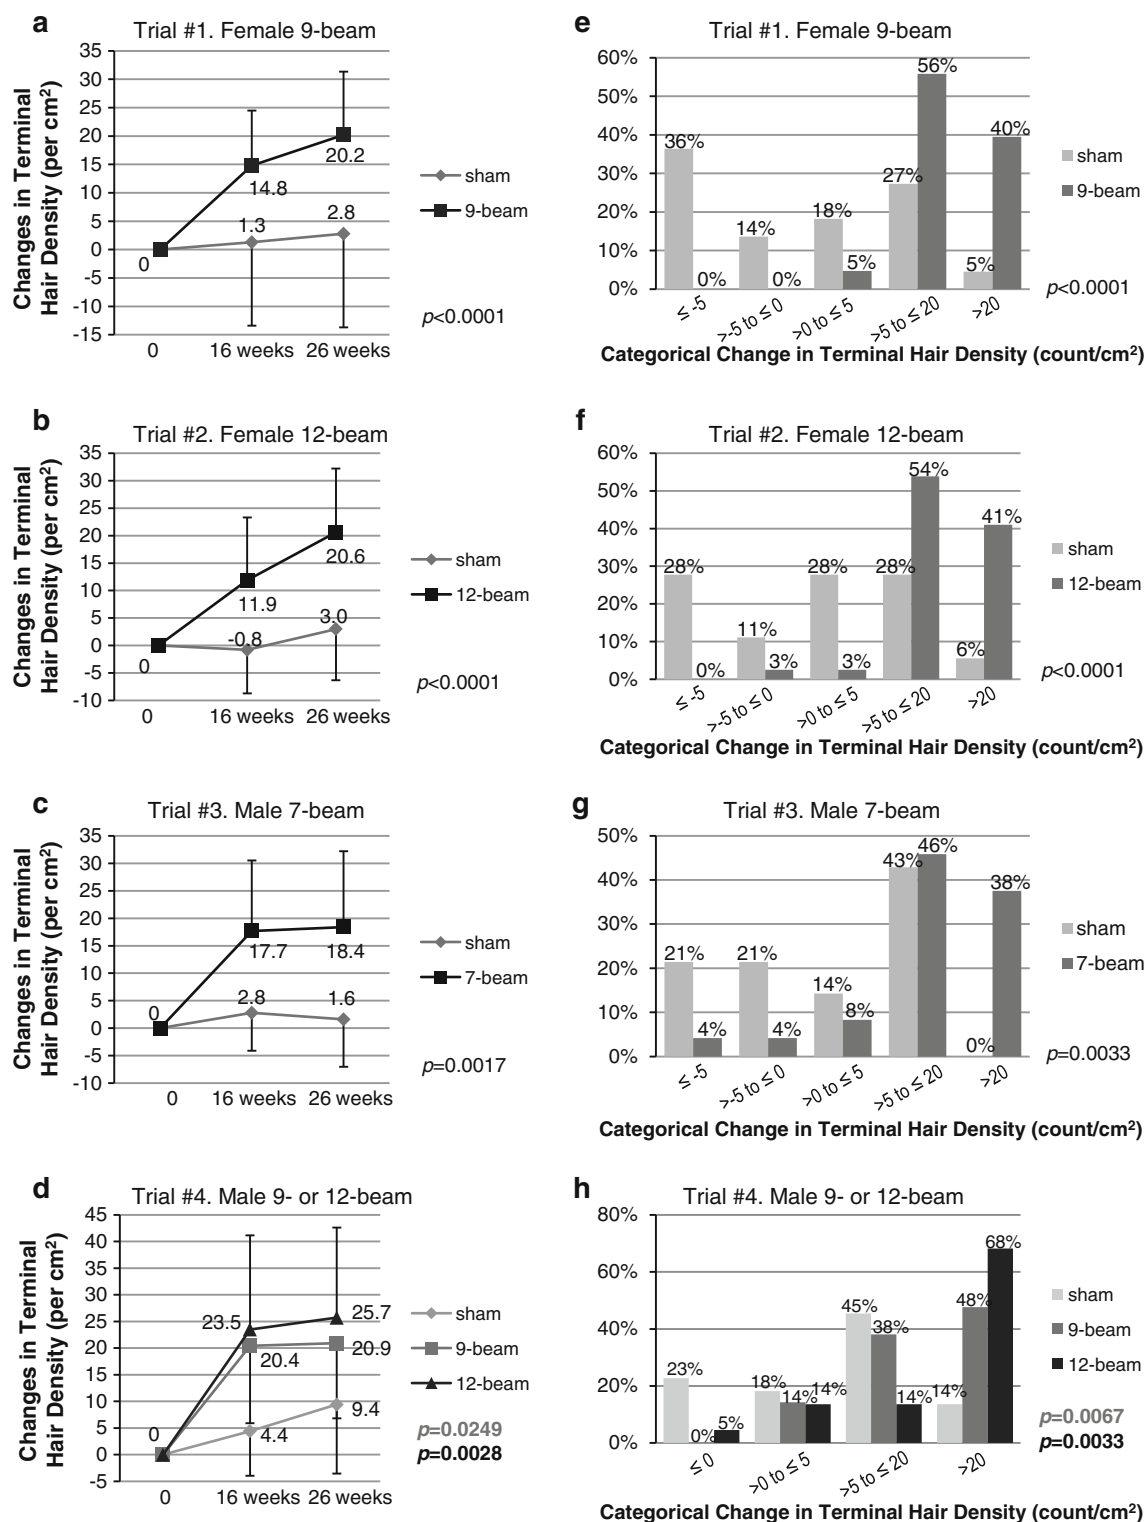 a
Trial #1. Female 9-beam
Changes in Terminal
Hair Density (per cm²)
35
30
25
20
15
10
5
0
-5
-10
-15
0
14.8
20.2
1.3
2.8
0 16 weeks 26 weeks
sham
9-beam
p<0.0001
e
Trial #1. Female 9-beam
60%
50%
40%
30%
20%
10%
0%
36%
0%
14%
0%
18%
5%
27%
56%
5%
40%
≤ -5
>-5 to ≤ 0
>0 to ≤ 5
>5 to ≤ 20
>20
sham
9-beam
p<0.0001
Categorical Change in Terminal Hair Density (count/cm²)
b
Trial #2. Female 12-beam
Changes in Terminal
Hair Density (per cm²)
35
30
25
20
15
10
5
0
-5
-10
0
11.9
20.6
-0.8
3.0
0 16 weeks 26 weeks
sham
12-beam
p<0.0001
f
Trial #2. Female 12-beam
60%
50%
40%
30%
20%
10%
0%
28%
0%
11%
3%
28%
3%
28%
54%
6%
41%
≤ -5
>-5 to ≤ 0
>0 to ≤ 5
>5 to ≤ 20
>20
sham
12-beam
p<0.0001
Categorical Change in Terminal Hair Density (count/cm²)
c
Trial #3. Male 7-beam
Changes in Terminal
Hair Density (per cm²)
35
30
25
20
15
10
5
0
-5
-10
0
17.7
18.4
2.8
1.6
0 16 weeks 26 weeks
sham
7-beam
p=0.0017
g
Trial #3. Male 7-beam
50%
40%
30%
20%
10%
0%
21%
4%
21%
4%
14%
8%
43%
46%
0%
38%
≤ -5
>-5 to ≤ 0
>0 to ≤ 5
>5 to ≤ 20
>20
sham
7-beam
p=0.0033
Categorical Change in Terminal Hair Density (count/cm²)
d
Trial #4. Male 9- or 12-beam
Changes in Terminal
Hair Density (per cm²)
45
40
35
30
25
20
15
10
5
0
-5
0
23.5
25.7
20.4
20.9
4.4
9.4
0 16 weeks 26 weeks
sham
9-beam
12-beam
p=0.0249
p=0.0028
h
Trial #4. Male 9- or 12-beam
80%
60%
40%
20%
0%
23%
0%
5%
18%
14%
14%
45%
38%
14%
14%
48%
68%
≤ 0
>0 to ≤ 5
>5 to ≤ 20
>20
sham
9-beam
12-beam
p=0.0067
p=0.0033
Categorical Change in Terminal Hair Density (count/cm²)